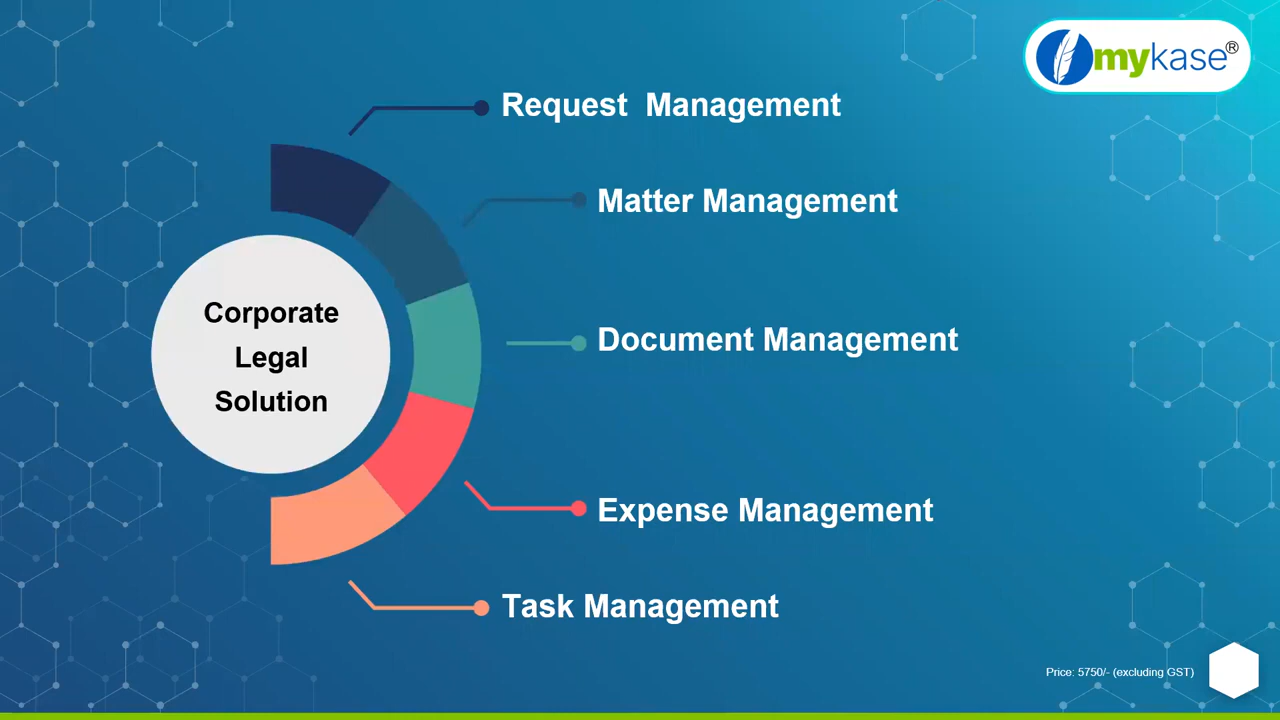 mykase®
Request  Management
Matter Management
Corporate
Legal
Solution
Document Management
Expense Management
Task Management
Price: 5750/- (excluding GST)